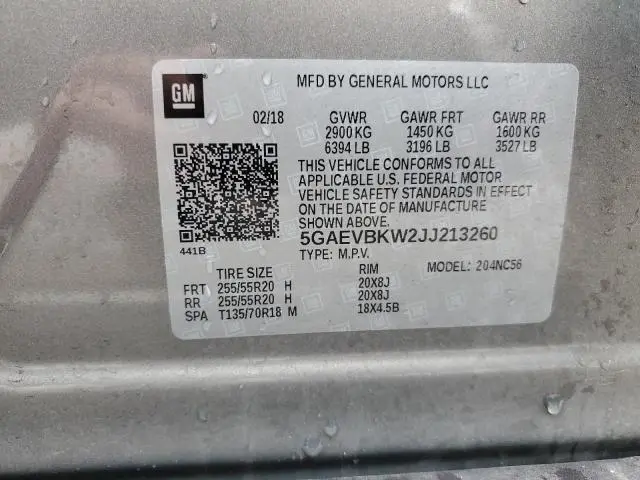 GM
MFD BY GENERAL MOTORS LLC
02/18 GVWR GAWR FRT GAWR RR
2900 KG 1450 KG 1600 KG
6394 LB 3196 LB 3527 LB
THIS VEHICLE CONFORMS TO ALL
APPLICABLE U.S. FEDERAL MOTOR
VEHICLE SAFETY STANDARDS IN EFFECT
ON THE DATE OF MANUFACTURE
SHOWN ABOVE.
5GAEVBKW2JJ213260
441B
TYPE: M.P.V. MODEL: 204NC56
TIRE SIZE RIM
FRT 255/55R20 H 20X8J
RR 255/55R20 H 20X8J
SPA T135/70R18 M 18X4.5B